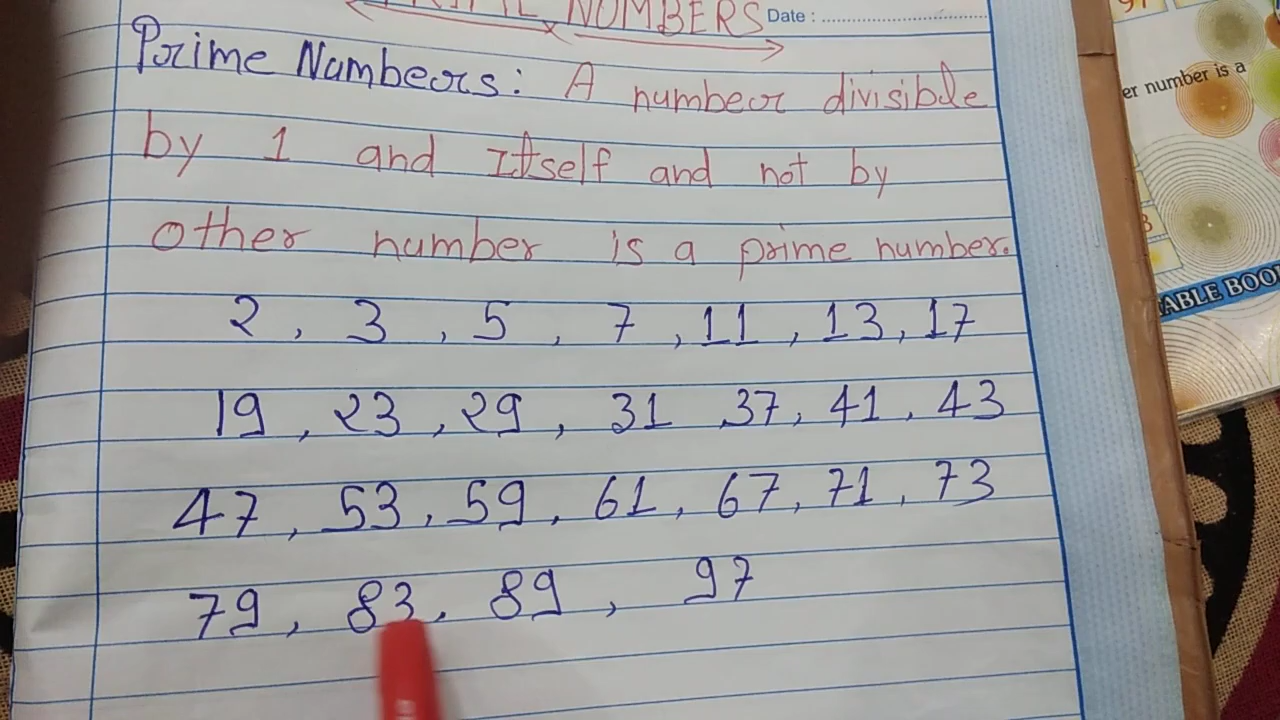 PRIME NUMBERS Date :
Prime Numbers: A number divisible
by 1 and Itself and not by
other number is a prime number.
2, 3, 5, 7, 11, 13, 17
19, 23, 29, 31 37, 41, 43
47, 53, 59, 61, 67, 71, 73
79, 83, 89, 97
er number is a
ABLE BOO